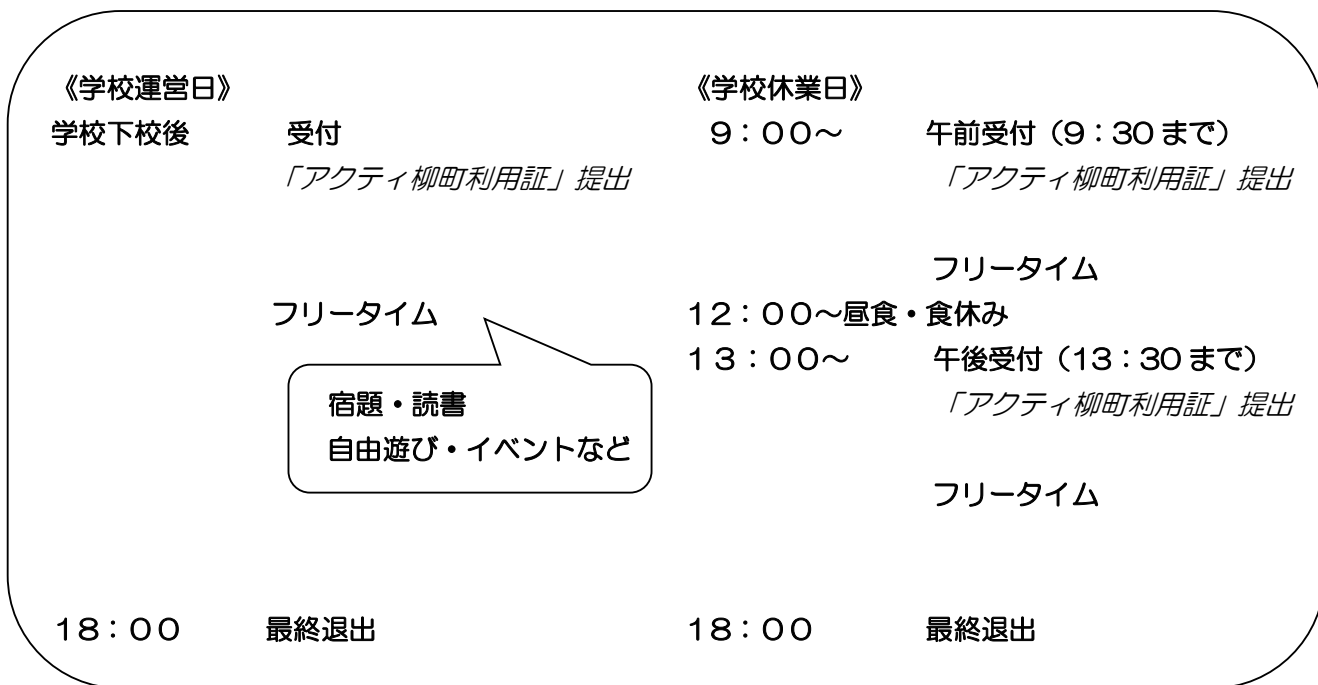 《学校運営日》
学校下校後 受付
「アクティ柳町利用証」提出
フリータイム
宿題・読書
自由遊び・イベントなど
18:00 最終退出
《学校休業日》
9:00～ 午前受付(9:30まで)
「アクティ柳町利用証」提出
フリータイム
12:00～昼食・食休み
13:00～ 午後受付(13:30まで)
「アクティ柳町利用証」提出
フリータイム
18:00 最終退出